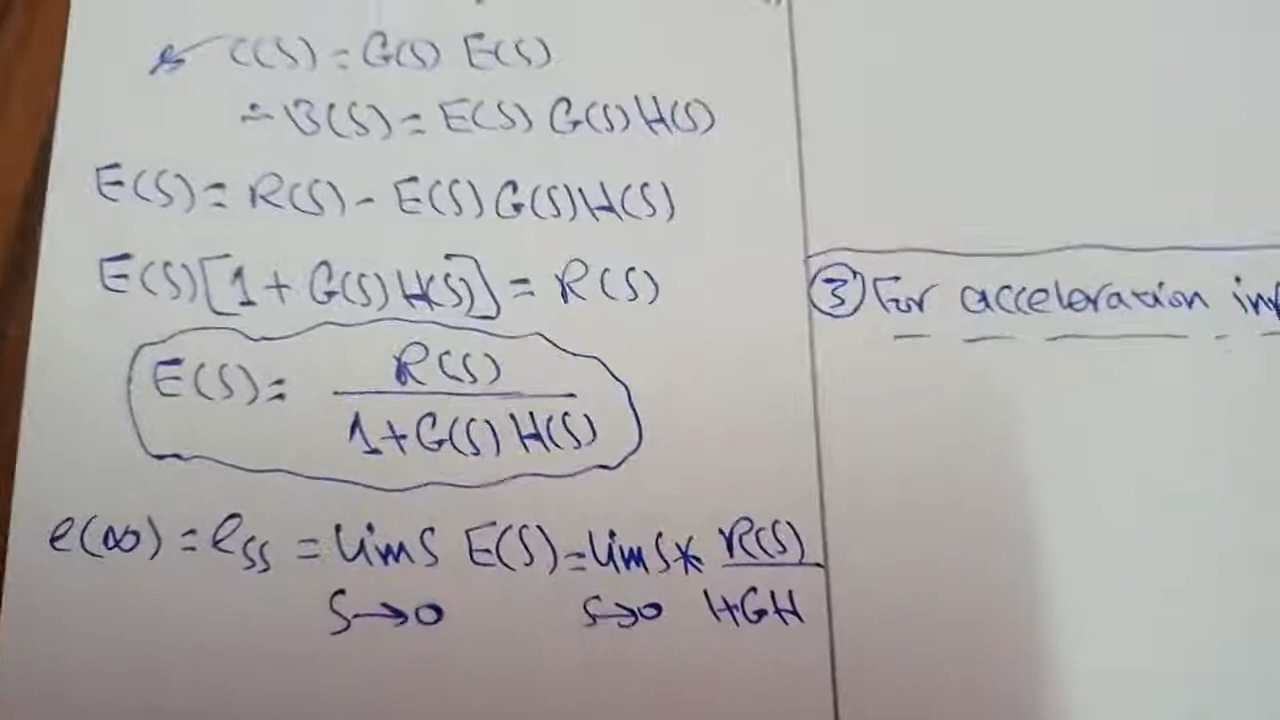 C(S) = G(S) E(S)
∴ B(S) = E(S) G(S) H(S)
E(S) = R(S) - E(S) G(S) H(S)
E(S) [1 + G(S) H(S)] = R(S)
E(S) = R(S) / 1 + G(S) H(S)
e(∞) = ess = lim S E(S) = lim S * R(S) / 1+GH
S→0 S→0
③ For acceleration